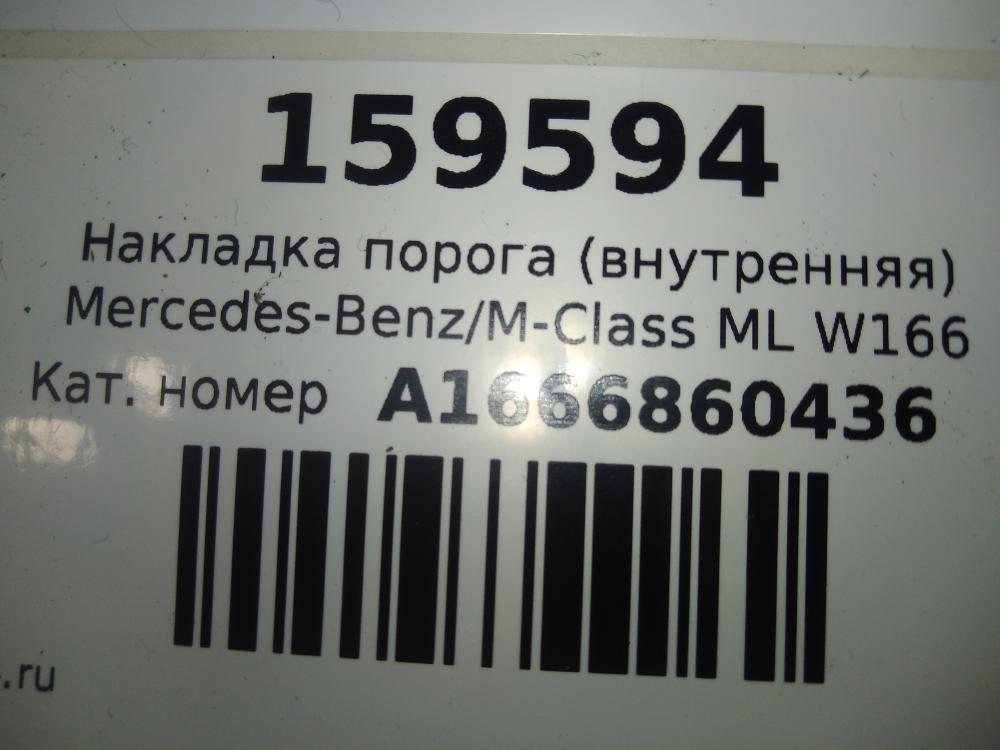 159594
Накладка порога (внутренняя)
Mercedes-Benz/M-Class ML W166
Кат. номер A1666860436
.ru